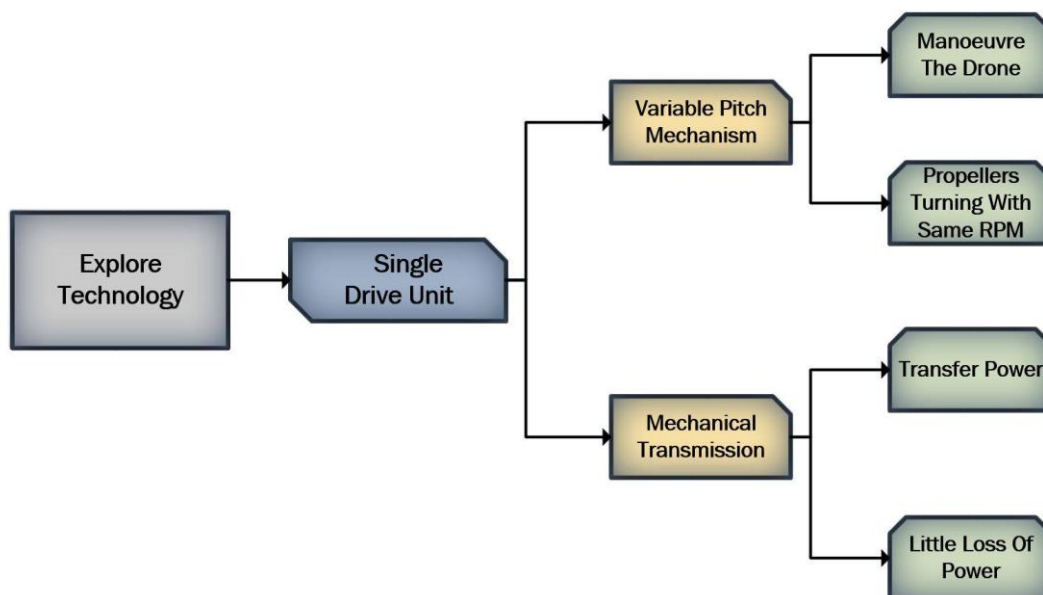 Explore
Technology
Single
Drive Unit
Variable Pitch
Mechanism
Manoeuvre
The Drone
Propellers
Turning With
Same RPM
Mechanical
Transmission
Transfer Power
Little Loss Of
Power